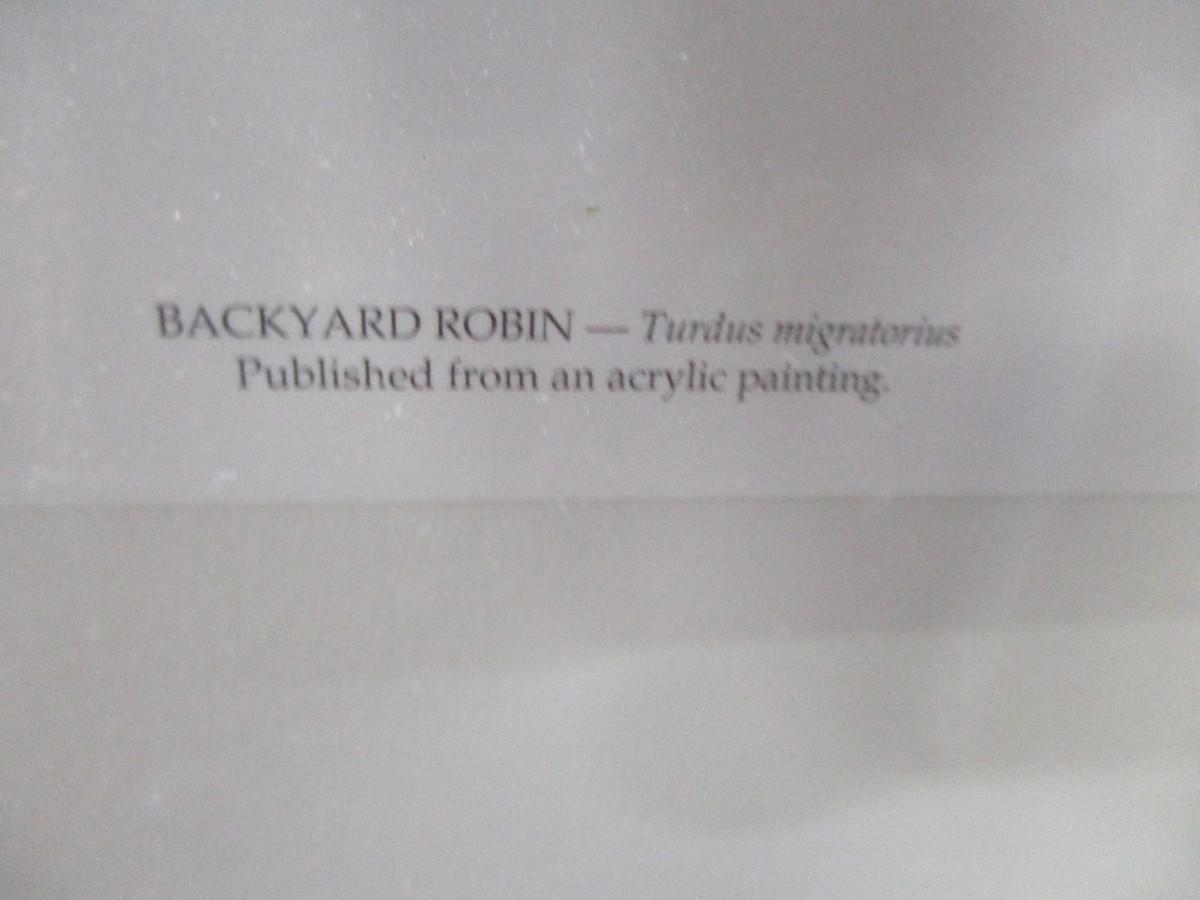 BACKYARD ROBIN — Turdus migratorius
Published from an acrylic painting.